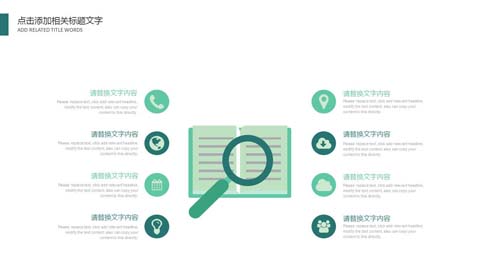 点击添加相关标题文字
ADD RELATED TITLE WORDS
请替换文字内容
Please replace text, click add relevant headline,
modify the text content, also can copy your
content to this directly.
请替换文字内容
Please replace text, click add relevant headline,
modify the text content, also can copy your
content to this directly.
请替换文字内容
Please replace text, click add relevant headline,
modify the text content, also can copy your
content to this directly.
请替换文字内容
Please replace text, click add relevant headline,
modify the text content, also can copy your
content to this directly.
请替换文字内容
Please replace text, click add relevant headline,
modify the text content, also can copy your
content to this directly.
请替换文字内容
Please replace text, click add relevant headline,
modify the text content, also can copy your
content to this directly.
请替换文字内容
Please replace text, click add relevant headline,
modify the text content, also can copy your
content to this directly.
请替换文字内容
Please replace text, click add relevant headline,
modify the text content, also can copy your
content to this directly.